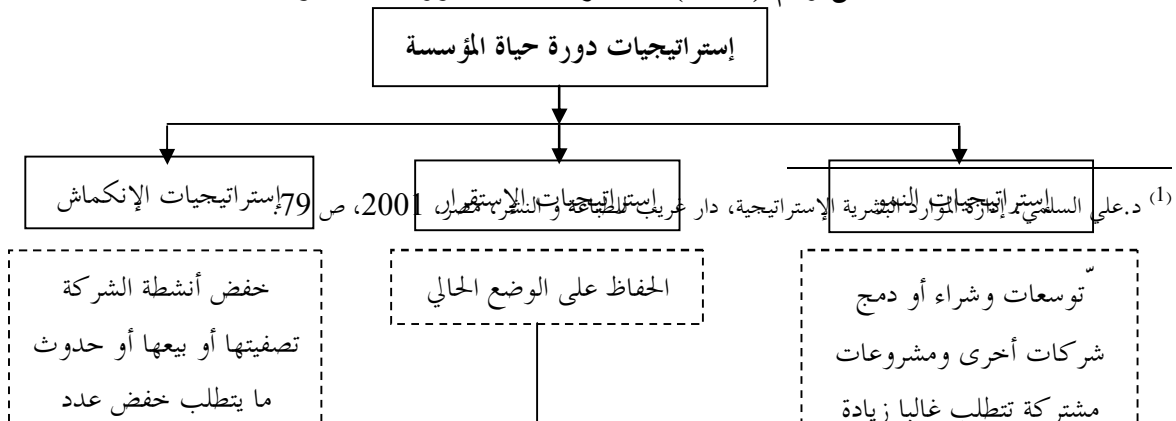 إستراتيجيات دورة حياة المؤسسة
إستراتيجيات النمو
إستراتيجيات الإستقرار
إستراتيجيات الإنكماش
(1) د.علي السلمي، إدارة الموارد البشرية الإستراتيجية، دار غريب للطباعة و النشر، مصر، 2001، ص 79.
توسعات وشراء أو دمج
شركات أخرى ومشروعات
مشتركة تتطلب غالبا زيادة
الحفاظ على الوضع الحالي
خفض أنشطة الشركة
تصفيتها أو بيعها أو حدوث
ما يتطلب خفض عدد